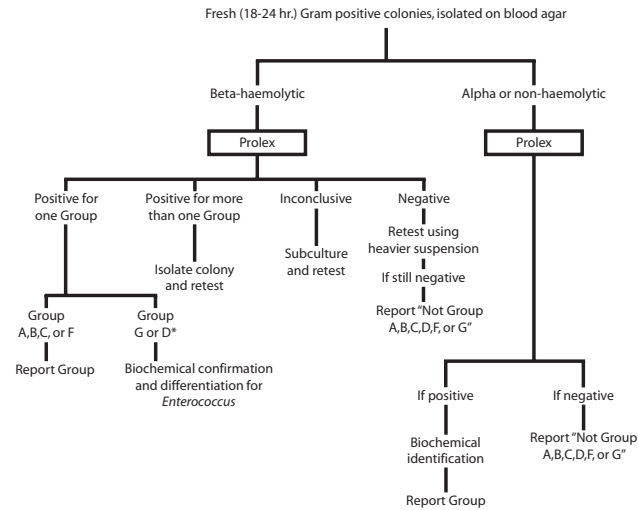 Fresh (18-24 hr.) Gram positive colonies, isolated on blood agar
Beta-haemolytic
Alpha or non-haemolytic
Prolex
Prolex
Positive for
one Group
Positive for more
than one Group
Inconclusive
Negative
Isolate colony
and retest
Subculture
and retest
Retest using
heavier suspension
If still negative
Report “Not Group
A,B,C,D,F, or G”
Group
A,B,C, or F
Group
G or D*
Report Group
Biochemical confirmation
and differentiation for
Enterococcus
If positive
If negative
Biochemical
identification
Report “Not Group
A,B,C,D,F, or G”
Report Group